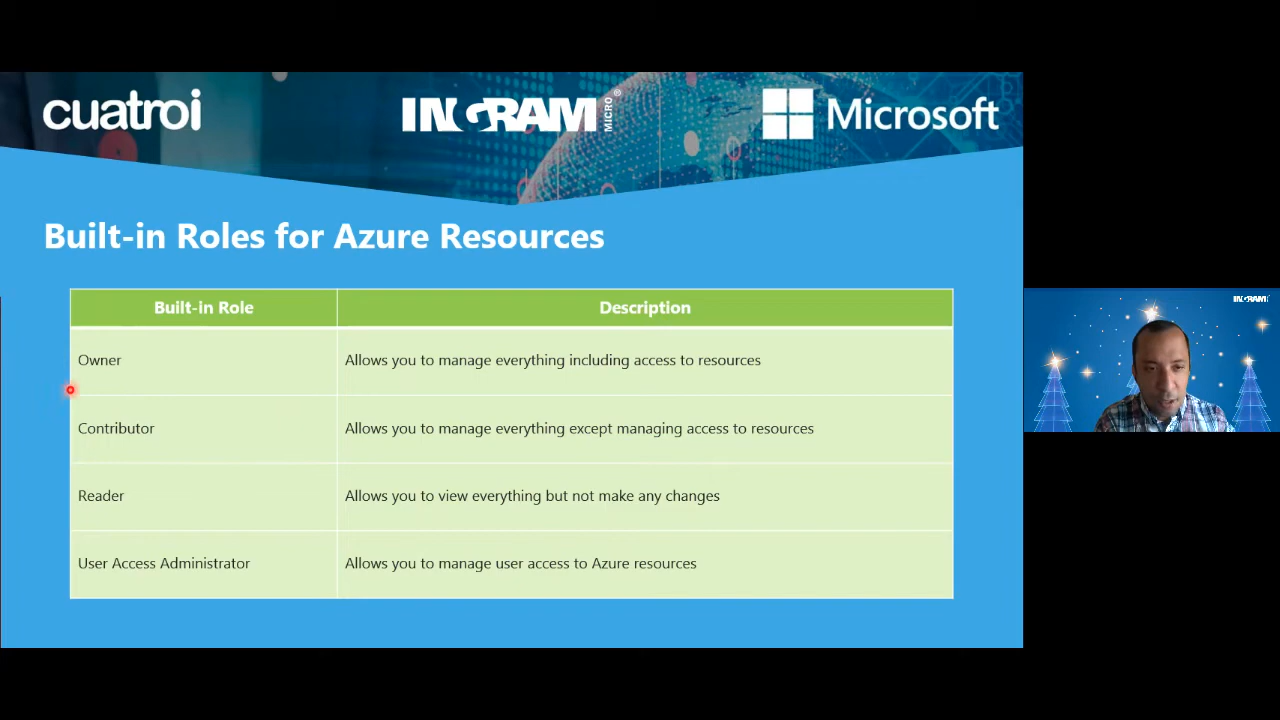 cuatroi
INGRAM MICRO®
Microsoft
Built-in Roles for Azure Resources
Built-in Role
Description
Owner
Allows you to manage everything including access to resources
Contributor
Allows you to manage everything except managing access to resources
Reader
Allows you to view everything but not make any changes
User Access Administrator
Allows you to manage user access to Azure resources
INGRAM